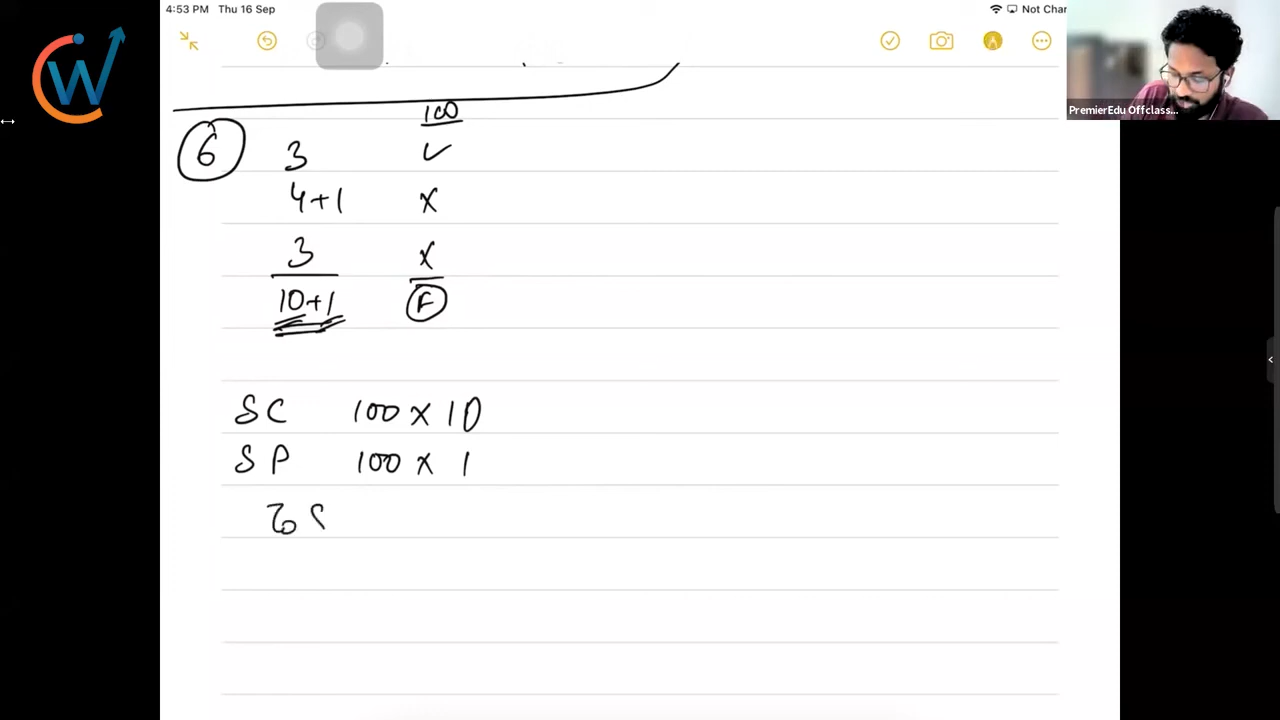 4:53 PM Thu 16 Sep
Not Char
W
PremierEdu Offclass...
100
6 3 ✓
4+1 x
3 x
10+1 F
SC 100 x 10
SP 100 x 1
To S